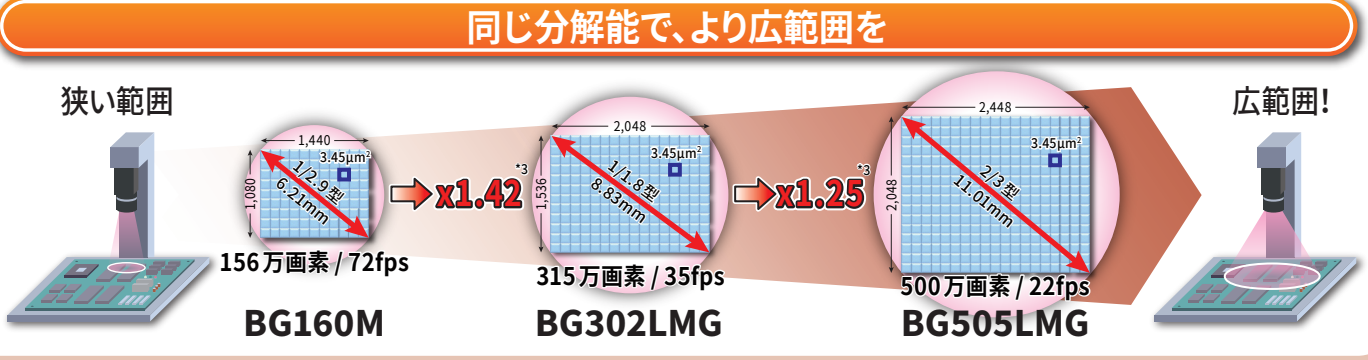 同じ分解能で、より広範囲を
狭い範囲
広範囲!
1,440
1,080
3.45μm²
1/2.9型
6.21mm
156万画素 / 72fps
BG160M
x1.42*3
2,048
1,536
3.45μm²
1/1.8型
8.83mm
315万画素 / 35fps
BG302LMG
x1.25*3
2,448
2,048
3.45μm²
2/3型
11.01mm
500万画素 / 22fps
BG505LMG